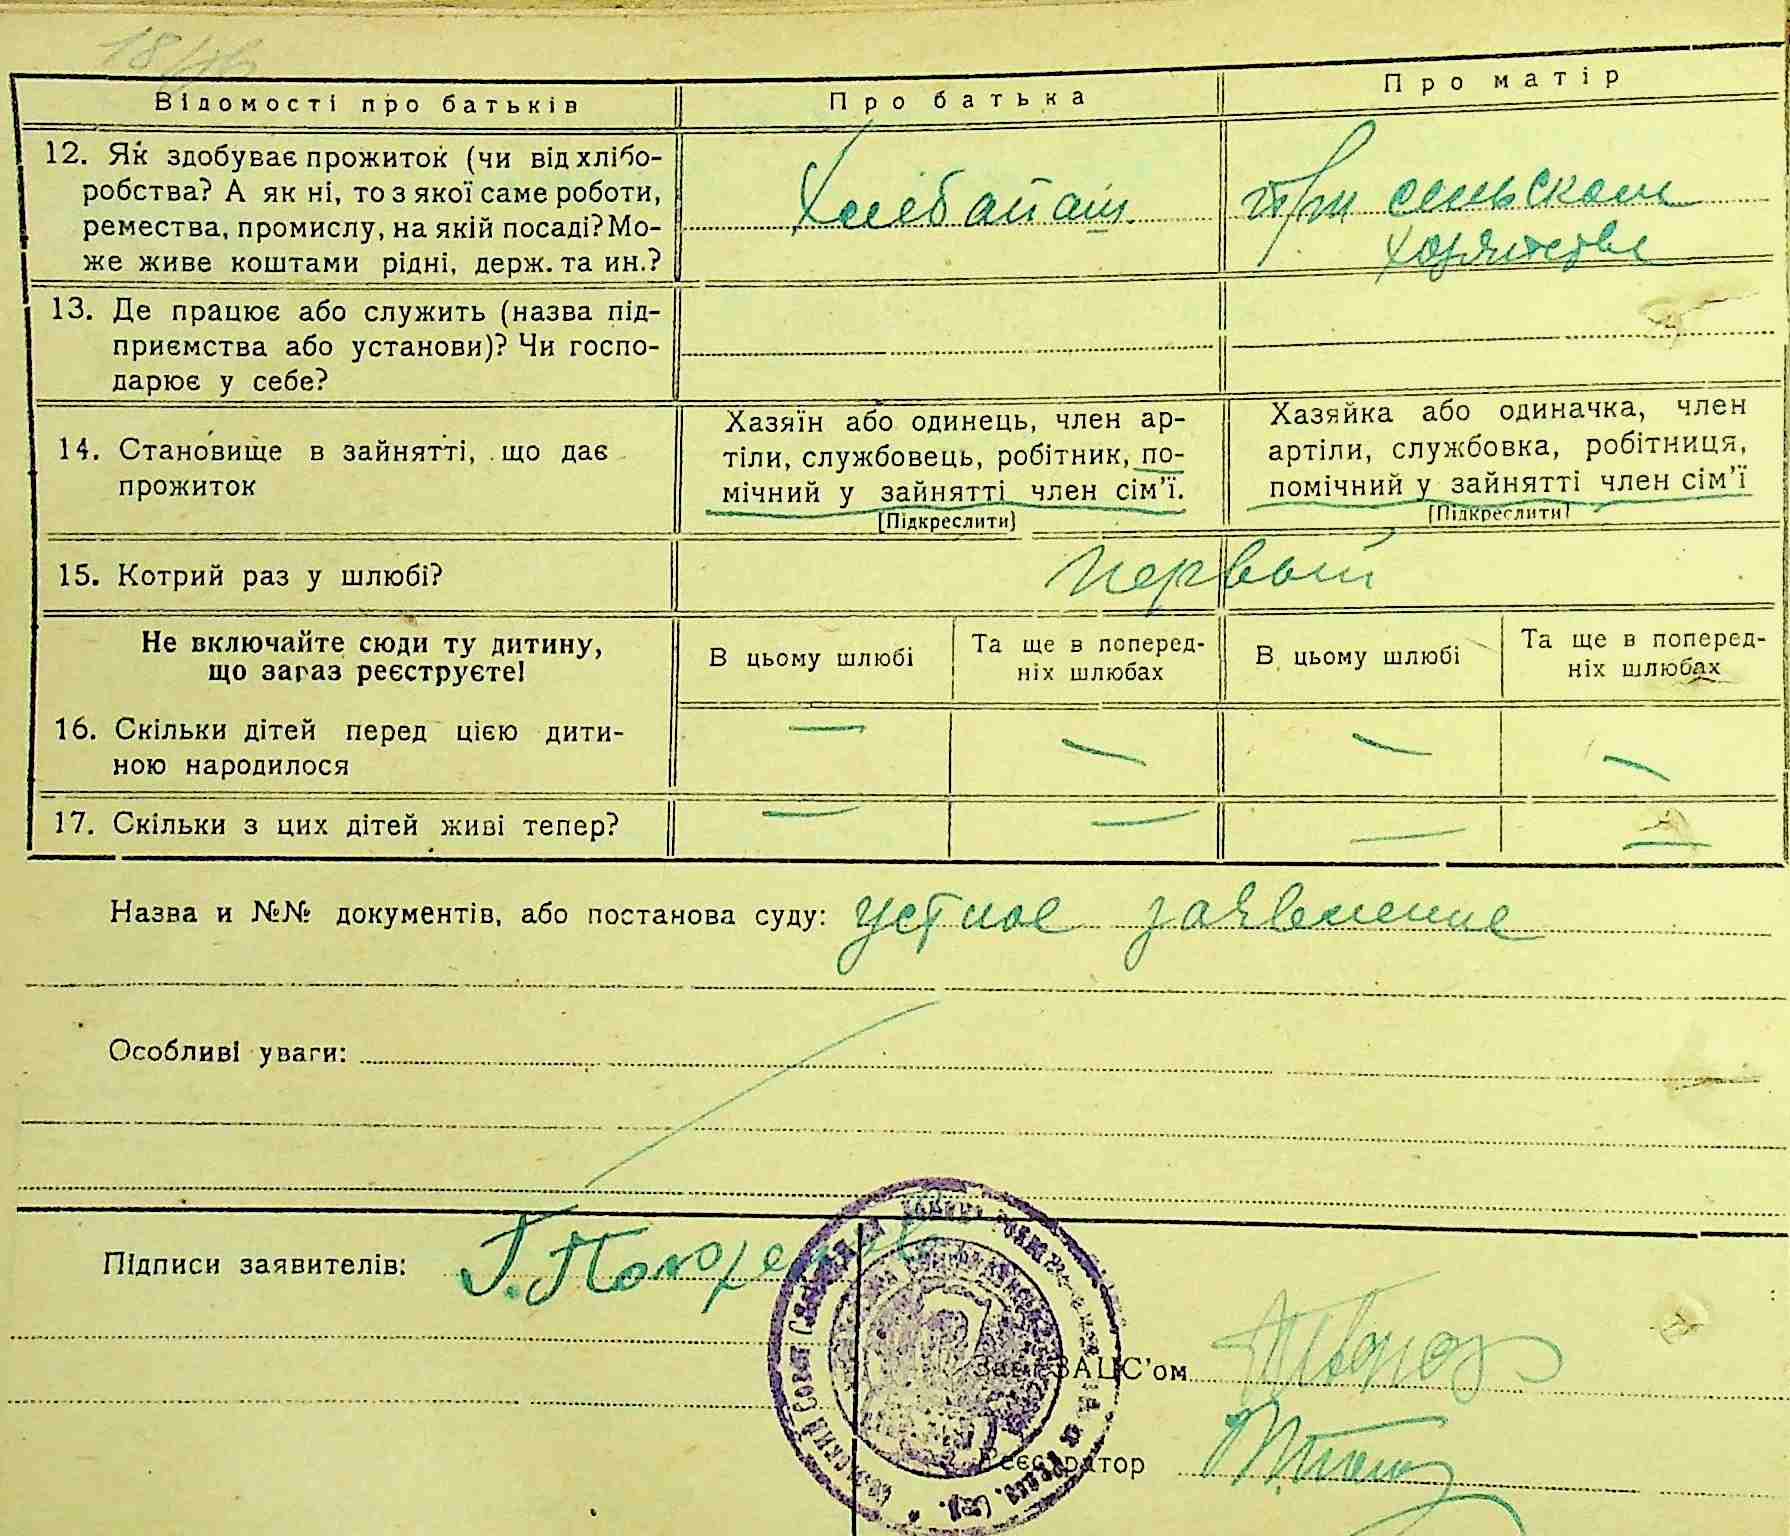 18/
Відомості про батьків
Про батька
Про матір
12. Як здобуває прожиток (чи від хлібо-
робства? А як ні, то з якої саме роботи,
ремества, промислу, на якій посаді? Мо-
же живе коштами рідні, держ. та ин.?
Хлебапаш.
при сельском
хозяйстве
13. Де працює або служить (назва під-
приємства або установи)? Чи госпо-
дарює у себе?
14. Становище в зайнятті, що дає
прожиток
Хазяїн або одинець, член ар-
тіли, службовець, робітник, по-
мічний у зайнятті член сім'ї.
(Підкреслити)
Хазяйка або одиначка, член
артіли, службовка, робітниця,
помічний у зайнятті член сім'ї
(Підкреслити)
15. Котрий раз у шлюбі?
первый
Не включайте сюди ту дитину,
що зараз реєструєте!
В цьому шлюбі
Та ще в поперед-
ніх шлюбах
В цьому шлюбі
Та ще в поперед-
ніх шлюбах
16. Скільки дітей перед цією дити-
ною народилося
— — — —
17. Скільки з цих дітей живі тепер?
— — — —
Назва и №№ документів, або постанова суду: устное заявление
Особливі уваги:
Підписи заявителів:
Зав. ЗАЦС'ом
Реєстратор